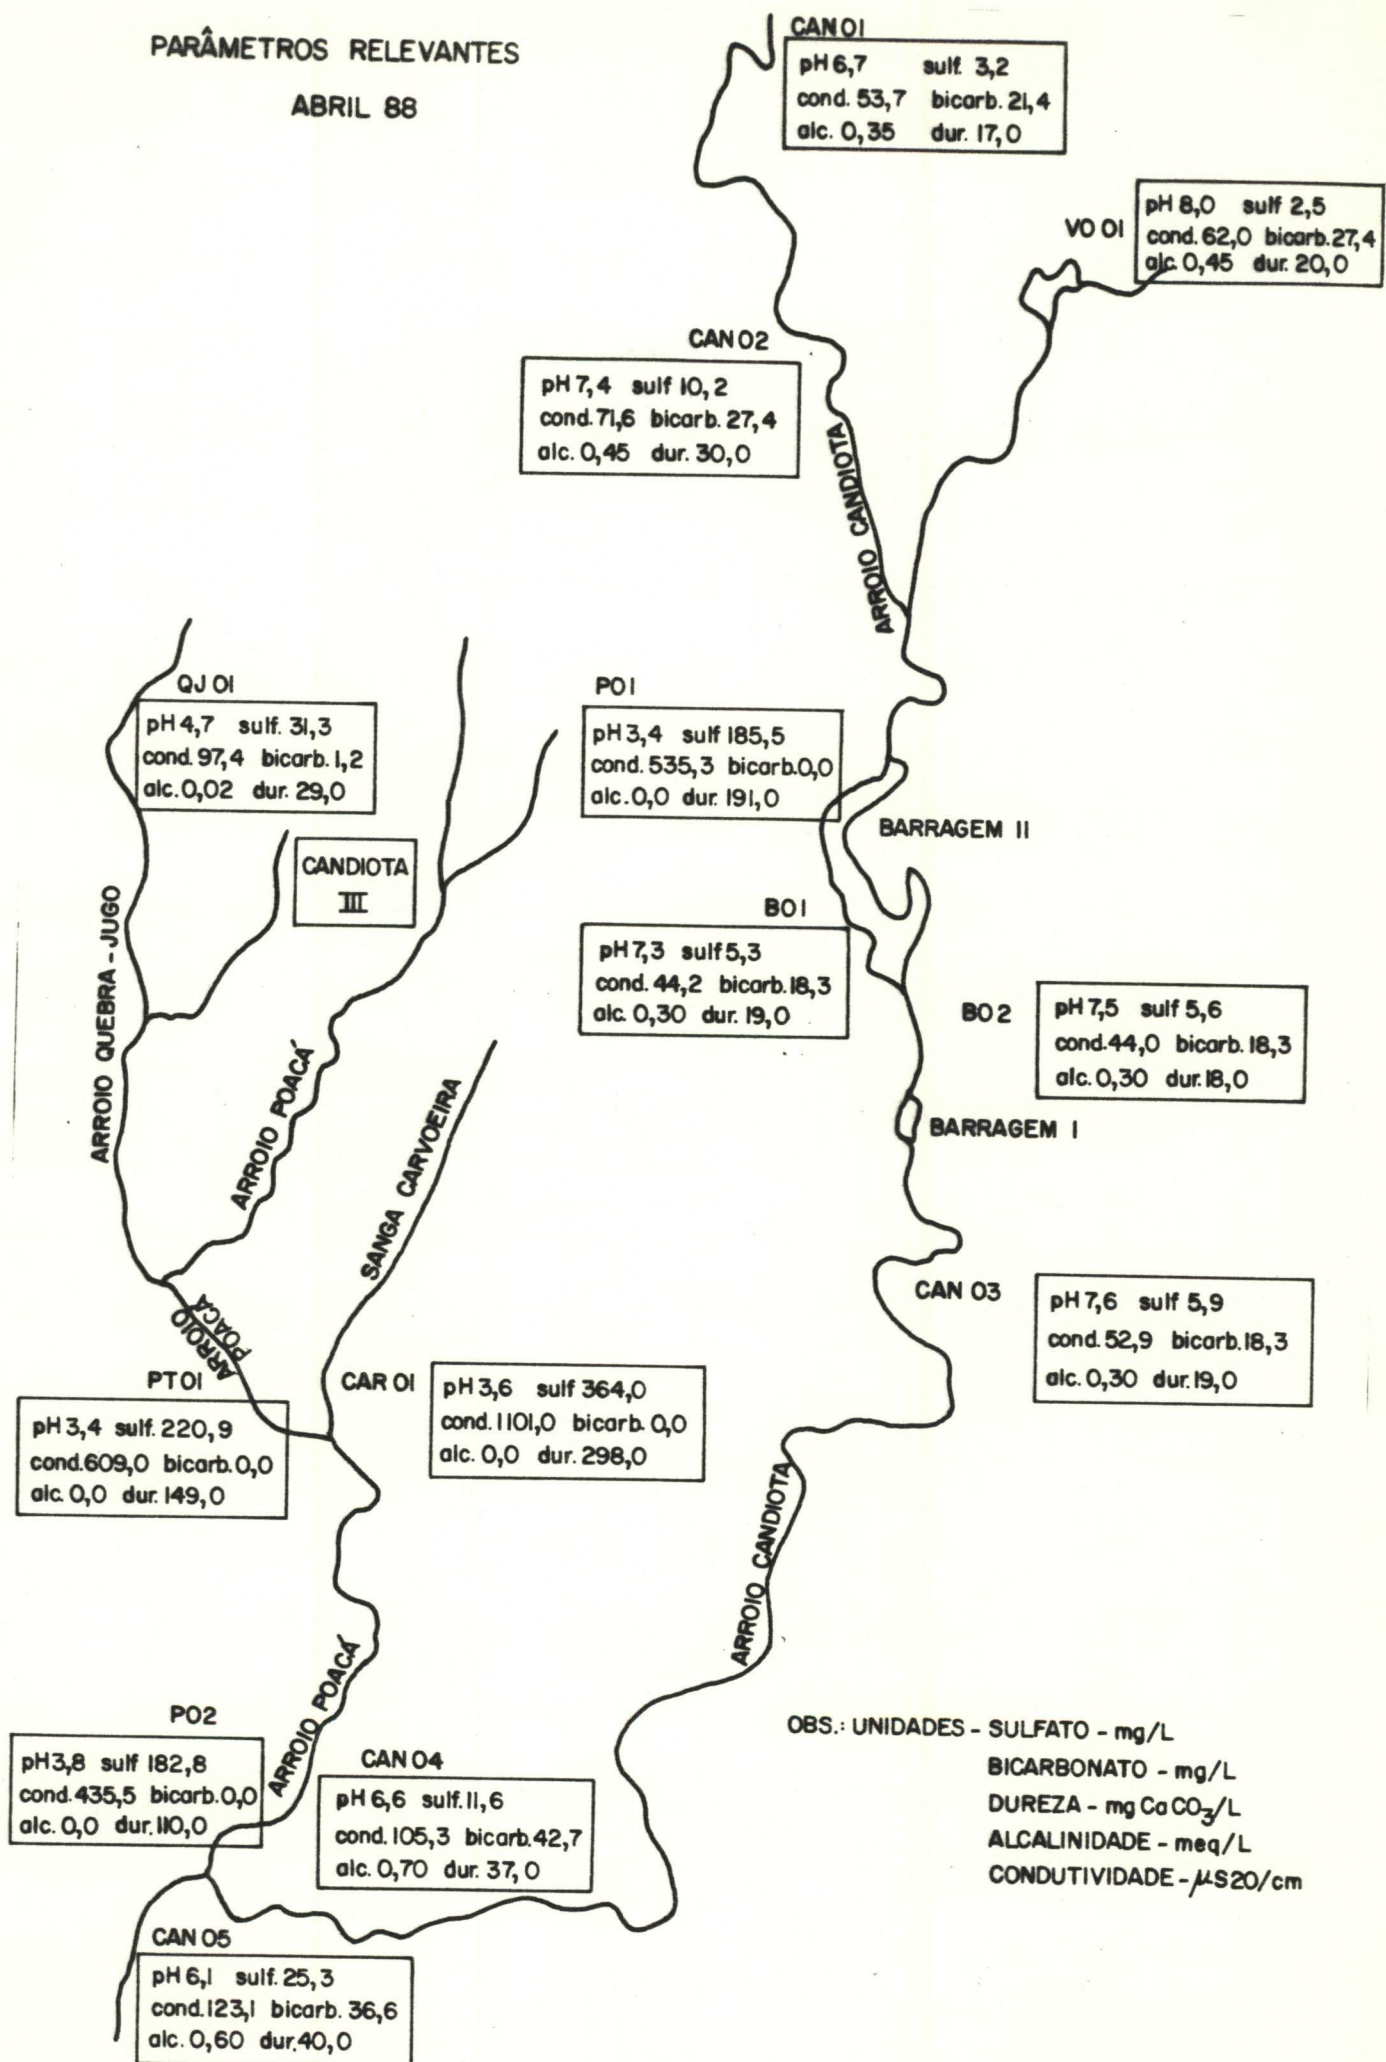 PARÂMETROS RELEVANTES
ABRIL 88
CAN 01
pH 6,7 sulf. 3,2
cond. 53,7 bicarb. 21,4
alc. 0,35 dur. 17,0
VO 01
pH 8,0 sulf 2,5
cond. 62,0 bicarb. 27,4
alc. 0,45 dur. 20,0
CAN 02
pH 7,4 sulf 10,2
cond. 71,6 bicarb. 27,4
alc. 0,45 dur. 30,0
ARROIO CANDIOTA
QJ 01
pH 4,7 sulf. 31,3
cond. 97,4 bicarb. 1,2
alc. 0,02 dur. 29,0
P01
pH 3,4 sulf 185,5
cond. 535,3 bicarb. 0,0
alc. 0,0 dur. 191,0
BARRAGEM II
CANDIOTA
III
B01
pH 7,3 sulf 5,3
cond. 44,2 bicarb. 18,3
alc. 0,30 dur. 19,0
B02
pH 7,5 sulf 5,6
cond. 44,0 bicarb. 18,3
alc. 0,30 dur. 18,0
ARROIO QUEBRA-JUGO
ARROIO POACÁ
SANGA CARVOEIRA
BARRAGEM I
CAN 03
pH 7,6 sulf 5,9
cond. 52,9 bicarb. 18,3
alc. 0,30 dur. 19,0
ARROIO
POACÁ
PT01
pH 3,4 sulf. 220,9
cond. 609,0 bicarb. 0,0
alc. 0,0 dur. 149,0
CAR 01
pH 3,6 sulf 364,0
cond. 1101,0 bicarb. 0,0
alc. 0,0 dur. 298,0
ARROIO CANDIOTA
ARROIO POACÁ
P02
pH 3,8 sulf 182,8
cond. 435,5 bicarb. 0,0
alc. 0,0 dur. 110,0
CAN 04
pH 6,6 sulf. 11,6
cond. 105,3 bicarb. 42,7
alc. 0,70 dur. 37,0
OBS.: UNIDADES - SULFATO - mg/L
BICARBONATO - mg/L
DUREZA - mg CaCO₃/L
ALCALINIDADE - meq/L
CONDUTIVIDADE - µS20/cm
CAN 05
pH 6,1 sulf. 25,3
cond. 123,1 bicarb. 36,6
alc. 0,60 dur. 40,0